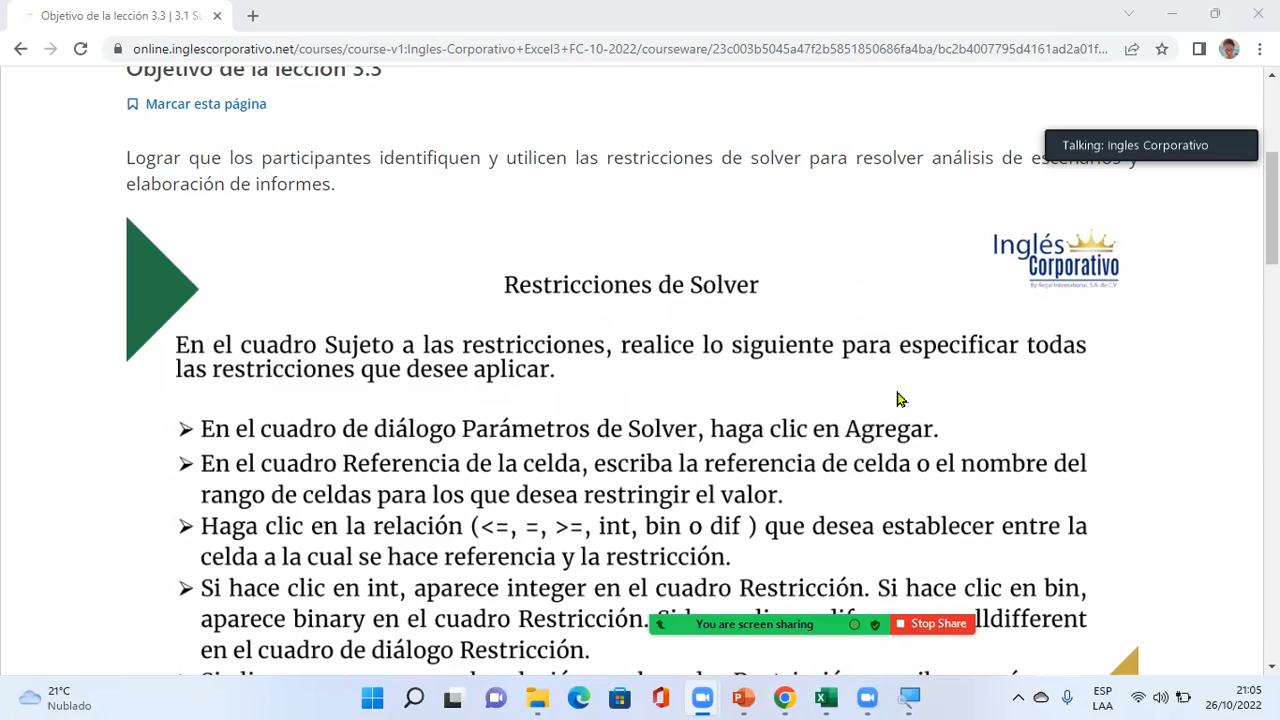 Objetivo de la lección 3.3 | 3.1 Su
online.inglescorporativo.net/courses/course-v1:Ingles-Corporativo+Excel3+FC-10-2022/courseware/23c003b5045a47f2b5851850686fa4ba/bc2b4007795d4161ad2a01f...
Objetivo de la lección 3.3
Marcar esta página
Talking: Ingles Corporativo
Lograr que los participantes identifiquen y utilicen las restricciones de solver para resolver análisis de escenarios y
elaboración de informes.
Inglés
Corporativo
By Regal International, S.A. de C.V
Restricciones de Solver
En el cuadro Sujeto a las restricciones, realice lo siguiente para especificar todas
las restricciones que desee aplicar.
➢ En el cuadro de diálogo Parámetros de Solver, haga clic en Agregar.
➢ En el cuadro Referencia de la celda, escriba la referencia de celda o el nombre del
rango de celdas para los que desea restringir el valor.
➢ Haga clic en la relación (<=, =, >=, int, bin o dif ) que desea establecer entre la
celda a la cual se hace referencia y la restricción.
➢ Si hace clic en int, aparece integer en el cuadro Restricción. Si hace clic en bin,
aparece binary en el cuadro Restricción. lldifferent
You are screen sharing Stop Share
en el cuadro de diálogo Restricción.
21°C
Nublado
ESP
LAA
21:05
26/10/2022